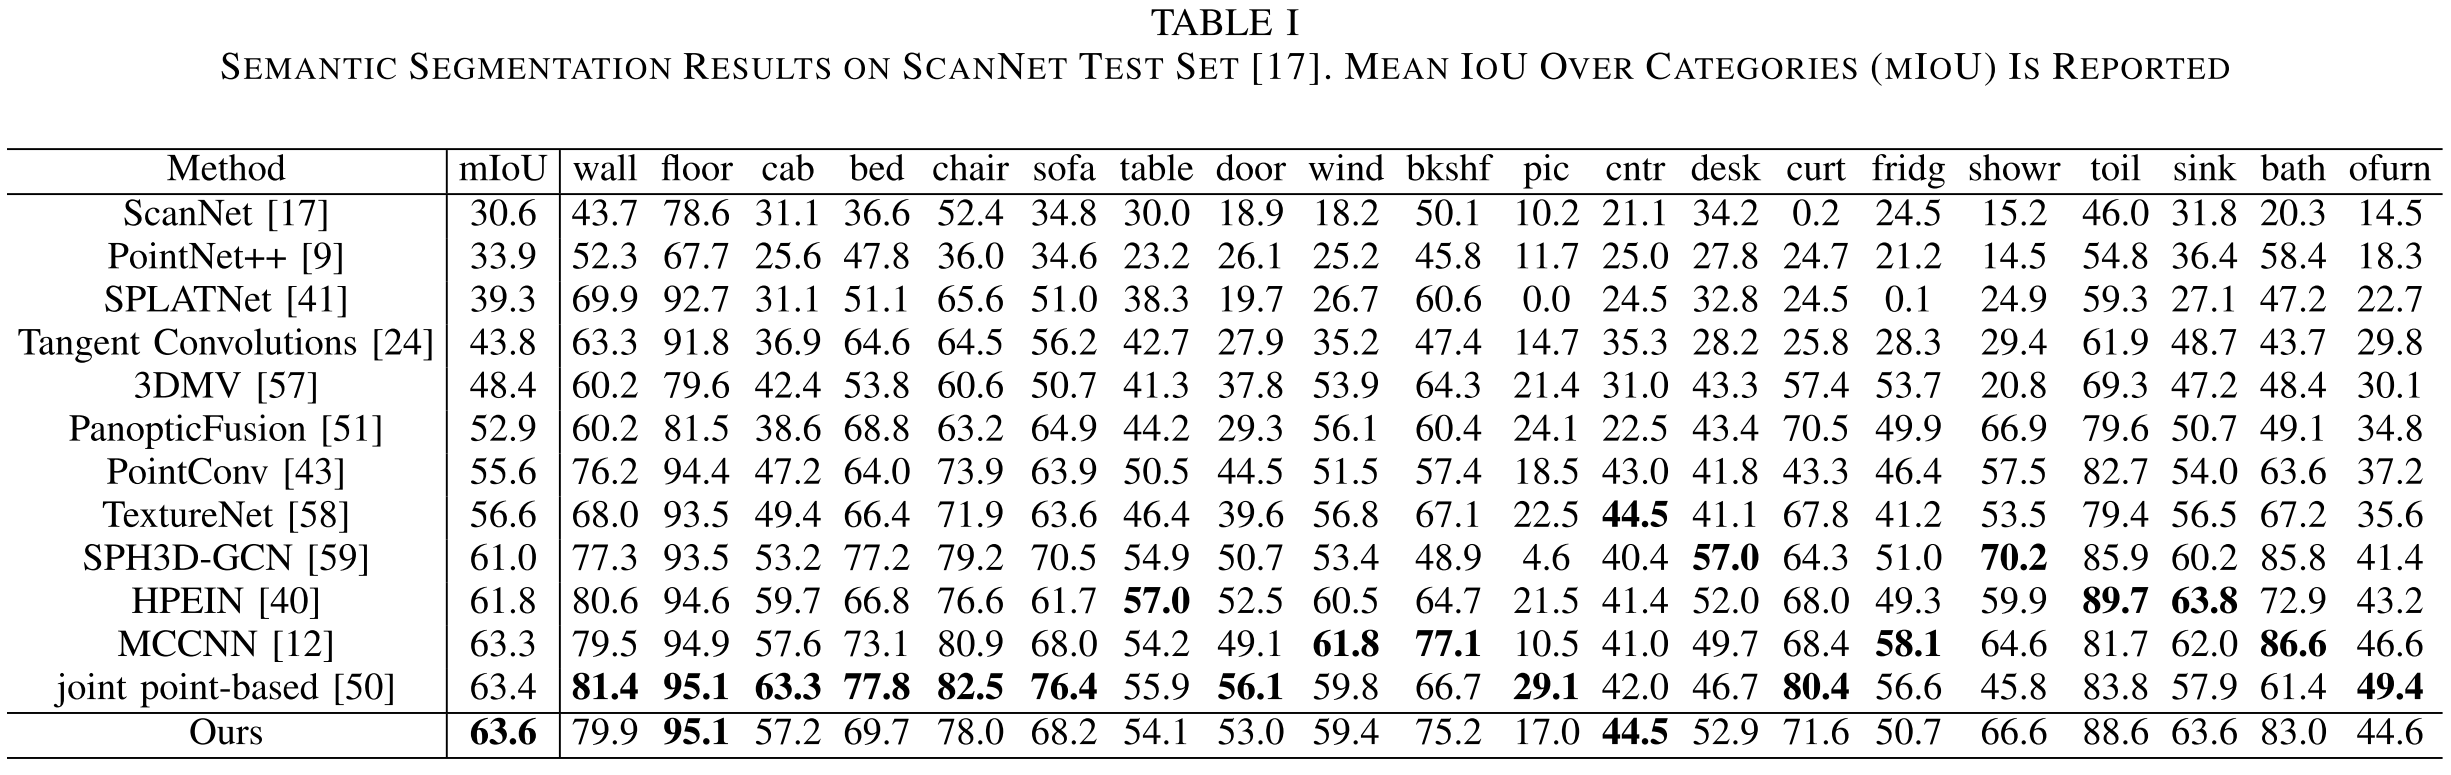 TABLE I
SEMANTIC SEGMENTATION RESULTS ON SCANNET TEST SET [17]. MEAN IOU OVER CATEGORIES (MIOU) IS REPORTED
Method mIoU wall floor cab bed chair sofa table door wind bkshf pic cntr desk curt fridg showr toil sink bath ofurn
ScanNet [17] 30.6 43.7 78.6 31.1 36.6 52.4 34.8 30.0 18.9 18.2 50.1 10.2 21.1 34.2 0.2 24.5 15.2 46.0 31.8 20.3 14.5
PointNet++ [9] 33.9 52.3 67.7 25.6 47.8 36.0 34.6 23.2 26.1 25.2 45.8 11.7 25.0 27.8 24.7 21.2 14.5 54.8 36.4 58.4 18.3
SPLATNet [41] 39.3 69.9 92.7 31.1 51.1 65.6 51.0 38.3 19.7 26.7 60.6 0.0 24.5 32.8 24.5 0.1 24.9 59.3 27.1 47.2 22.7
Tangent Convolutions [24] 43.8 63.3 91.8 36.9 64.6 64.5 56.2 42.7 27.9 35.2 47.4 14.7 35.3 28.2 25.8 28.3 29.4 61.9 48.7 43.7 29.8
3DMV [57] 48.4 60.2 79.6 42.4 53.8 60.6 50.7 41.3 37.8 53.9 64.3 21.4 31.0 43.3 57.4 53.7 20.8 69.3 47.2 48.4 30.1
PanopticFusion [51] 52.9 60.2 81.5 38.6 68.8 63.2 64.9 44.2 29.3 56.1 60.4 24.1 22.5 43.4 70.5 49.9 66.9 79.6 50.7 49.1 34.8
PointConv [43] 55.6 76.2 94.4 47.2 64.0 73.9 63.9 50.5 44.5 51.5 57.4 18.5 43.0 41.8 43.3 46.4 57.5 82.7 54.0 63.6 37.2
TextureNet [58] 56.6 68.0 93.5 49.4 66.4 71.9 63.6 46.4 39.6 56.8 67.1 22.5 44.5 41.1 67.8 41.2 53.5 79.4 56.5 67.2 35.6
SPH3D-GCN [59] 61.0 77.3 93.5 53.2 77.2 79.2 70.5 54.9 50.7 53.4 48.9 4.6 40.4 57.0 64.3 51.0 70.2 85.9 60.2 85.8 41.4
HPEIN [40] 61.8 80.6 94.6 59.7 66.8 76.6 61.7 57.0 52.5 60.5 64.7 21.5 41.4 52.0 68.0 49.3 59.9 89.7 63.8 72.9 43.2
MCCNN [12] 63.3 79.5 94.9 57.6 73.1 80.9 68.0 54.2 49.1 61.8 77.1 10.5 41.0 49.7 68.4 58.1 64.6 81.7 62.0 86.6 46.6
joint point-based [50] 63.4 81.4 95.1 63.3 77.8 82.5 76.4 55.9 56.1 59.8 66.7 29.1 42.0 46.7 80.4 56.6 45.8 83.8 57.9 61.4 49.4
Ours 63.6 79.9 95.1 57.2 69.7 78.0 68.2 54.1 53.0 59.4 75.2 17.0 44.5 52.9 71.6 50.7 66.6 88.6 63.6 83.0 44.6